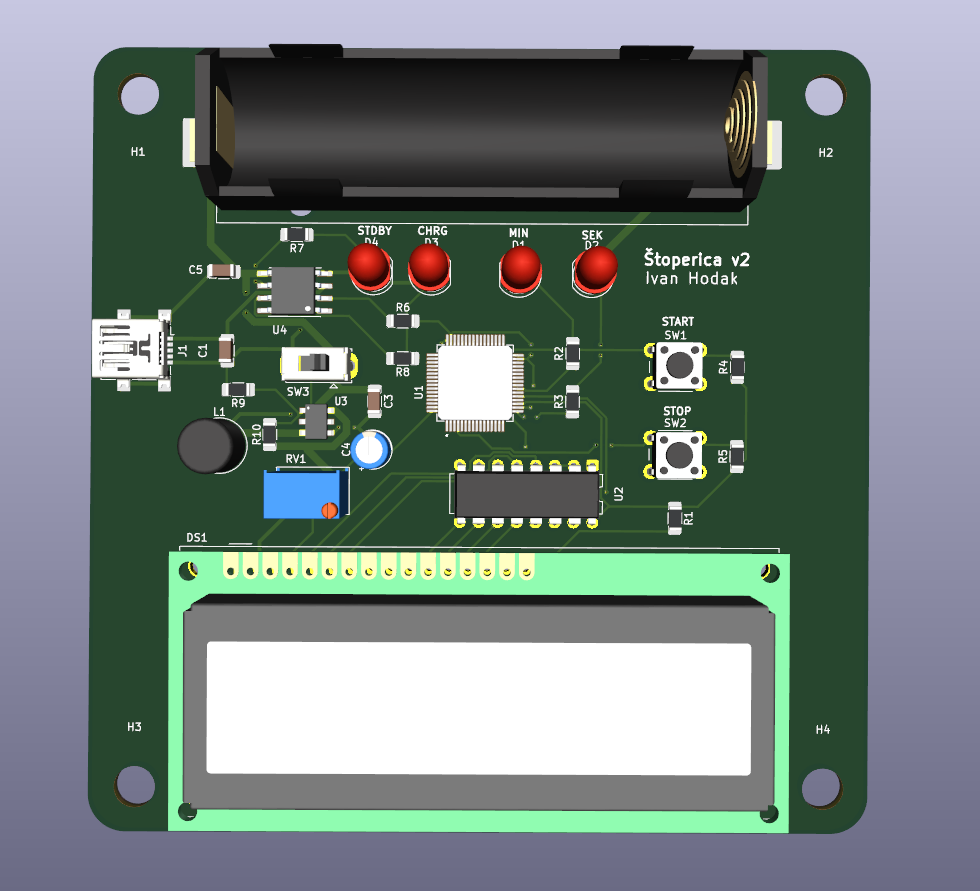 H1
H2
STDBY
D4
CHRG
D3
MIN
D1
SEK
D2
R7
Štoperica v2
Ivan Hodak
C5
U4
R6
START
SW1
J1
C1
R8
R2
R4
U1
SW3
R9
U3
C3
R3
L1
STOP
SW2
R10
C4
+
R5
RV1
U2
R1
DS1
H3
H4